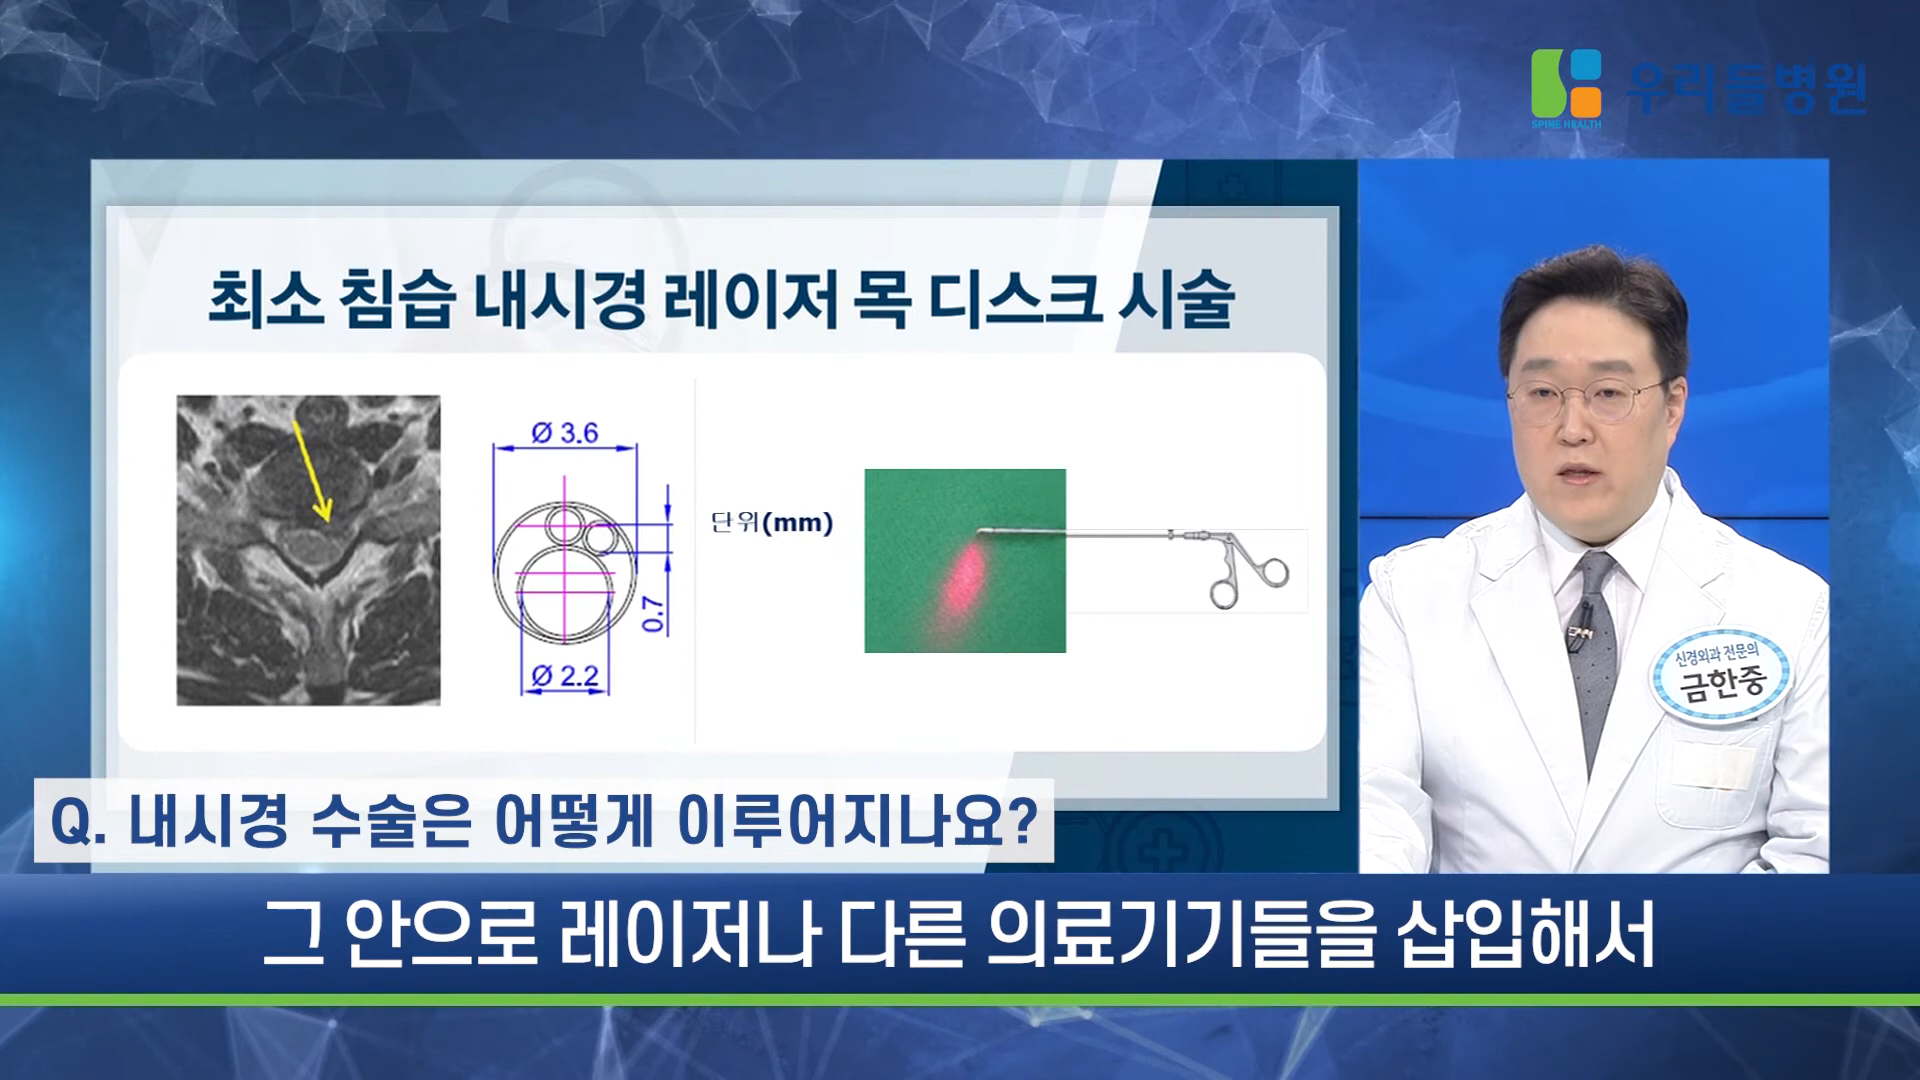 우리들병원
SPINE HEALTH
최소 침습 내시경 레이저 목 디스크 시술
Ø 3.6
0.7
Ø 2.2
단위(mm)
신경외과 전문의
금한중
Q. 내시경 수술은 어떻게 이루어지나요?
그 안으로 레이저나 다른 의료기기들을 삽입해서